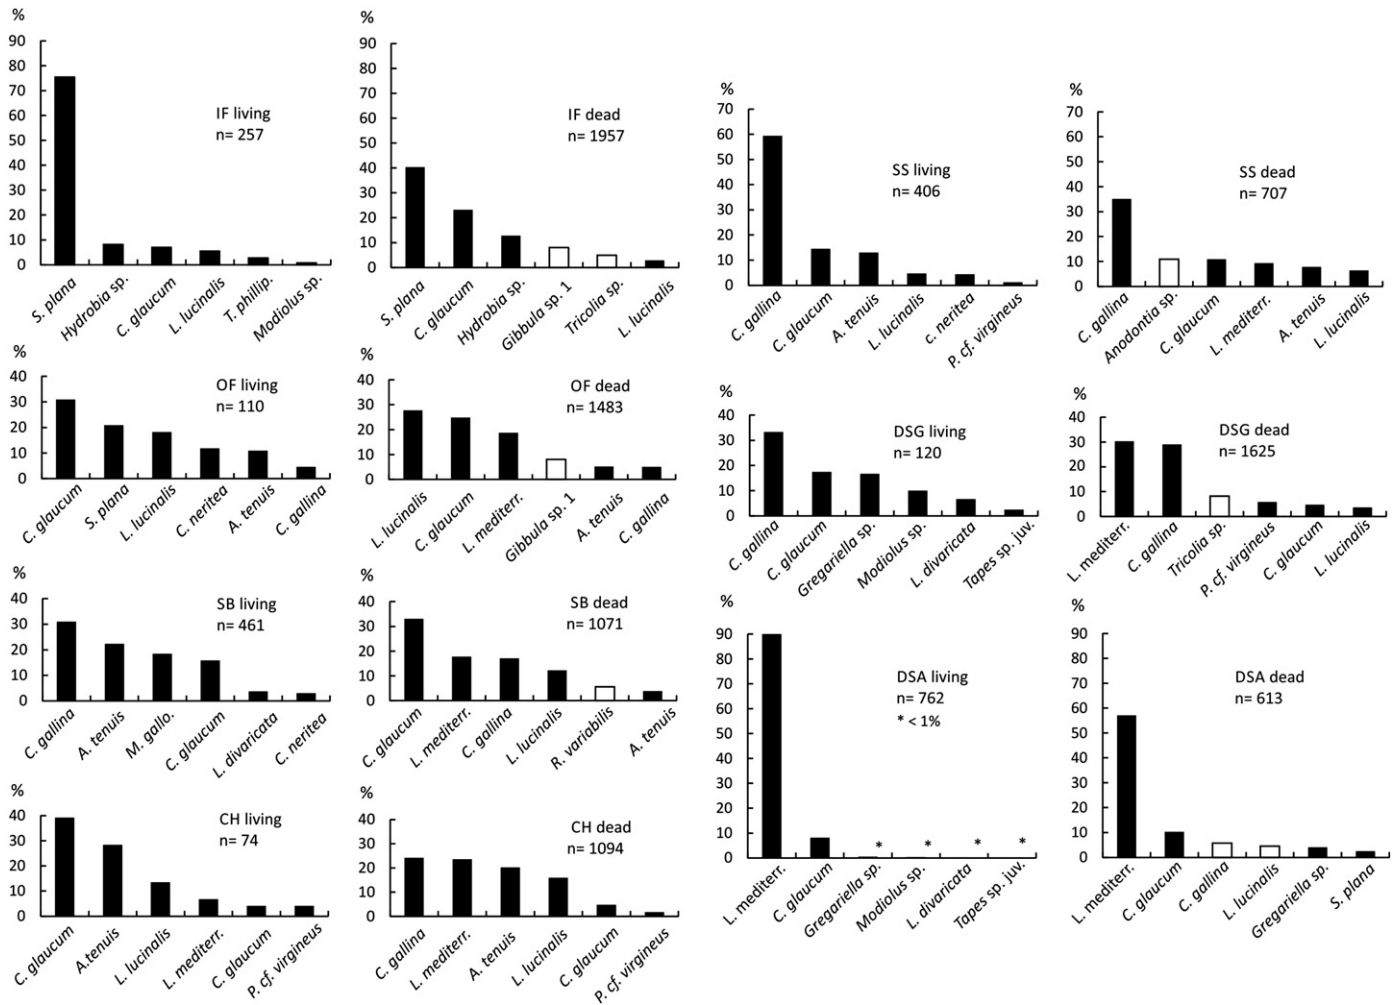 %
90
80
70
60
50
40
30
20
10
0
IF living
n= 257
S. plana
Hydrobia sp.
C. glaucum
L. lucinalis
T. phillip.
Modiolus sp.
%
90
80
70
60
50
40
30
20
10
0
IF dead
n= 1957
S. plana
C. glaucum
Hydrobia sp.
Gibbula sp. 1
Tricolia sp.
L. lucinalis
%
70
60
50
40
30
20
10
0
SS living
n= 406
C. gallina
C. glaucum
A. tenuis
L. lucinalis
c. neritea
P. cf. virgineus
%
70
60
50
40
30
20
10
0
SS dead
n= 707
C. gallina
Anodontia sp.
C. glaucum
L. mediterr.
A. tenuis
L. lucinalis
%
40
30
20
10
0
OF living
n= 110
C. glaucum
S. plana
L. lucinalis
C. neritea
A. tenuis
C. gallina
%
40
30
20
10
0
OF dead
n= 1483
L. lucinalis
C. glaucum
L. mediterr.
Gibbula sp. 1
A. tenuis
C. gallina
%
40
30
20
10
0
DSG living
n= 120
C. gallina
C. glaucum
Gregariella sp.
Modiolus sp.
L. divaricata
Tapes sp. juv.
%
40
30
20
10
0
DSG dead
n= 1625
L. mediterr.
C. gallina
Tricolia sp.
P. cf. virgineus
C. glaucum
L. lucinalis
%
40
30
20
10
0
SB living
n= 461
C. gallina
A. tenuis
M. gallo.
C. glaucum
L. divaricata
C. neritea
%
40
30
20
10
0
SB dead
n= 1071
C. glaucum
L. mediterr.
C. gallina
L. lucinalis
R. variabilis
A. tenuis
%
90
80
70
60
50
40
30
20
10
0
DSA living
n= 762
* < 1%
*
*
*
*
L. mediterr.
C. glaucum
Gregariella sp.
Modiolus sp.
L. divaricata
Tapes sp. juv.
%
90
80
70
60
50
40
30
20
10
0
DSA dead
n= 613
L. mediterr.
C. glaucum
C. gallina
L. lucinalis
Gregariella sp.
S. plana
%
40
30
20
10
0
CH living
n= 74
C. glaucum
A.tenuis
L. lucinalis
L. mediterr.
C. glaucum
P. cf. virgineus
%
40
30
20
10
0
CH dead
n= 1094
C. gallina
L. mediterr.
A. tenuis
L. lucinalis
C. glaucum
P. cf. virgineus